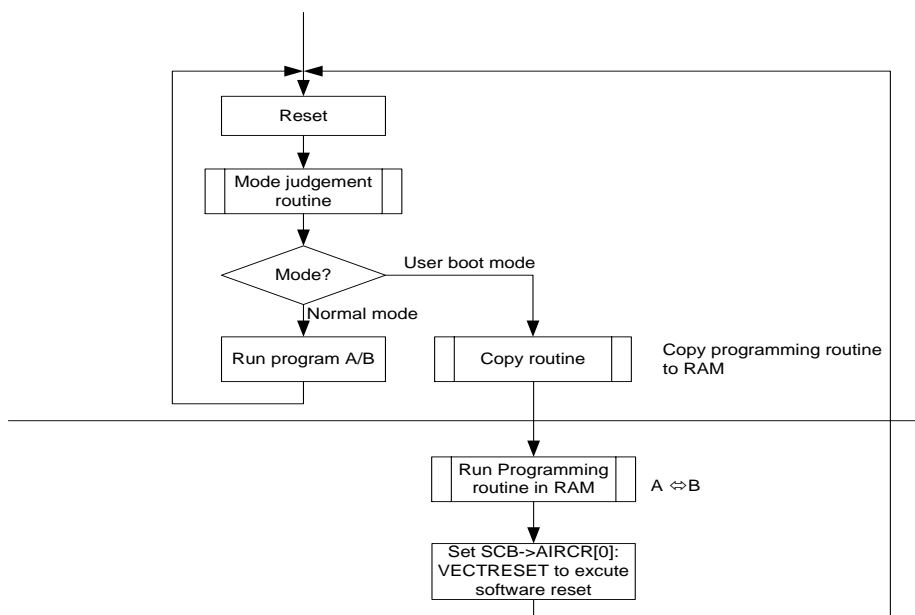 Reset
Mode judgement
routine
Mode?
User boot mode
Normal mode
Run program A/B
Copy routine
Copy programming routine
to RAM
Run Programming
routine in RAM
A ⇔B
Set SCB->AIRCR[0]:
VECTRESET to excute
software reset